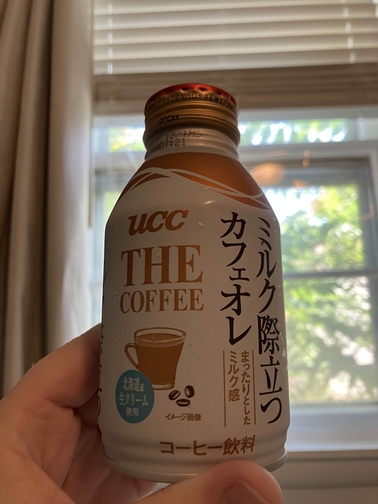 ucc
THE
COFFEE
ミルク際立つ
カフェオレ
まったりとした
ミルク感
北海道産
生クリーム
使用
イメージ画像
コーヒー飲料